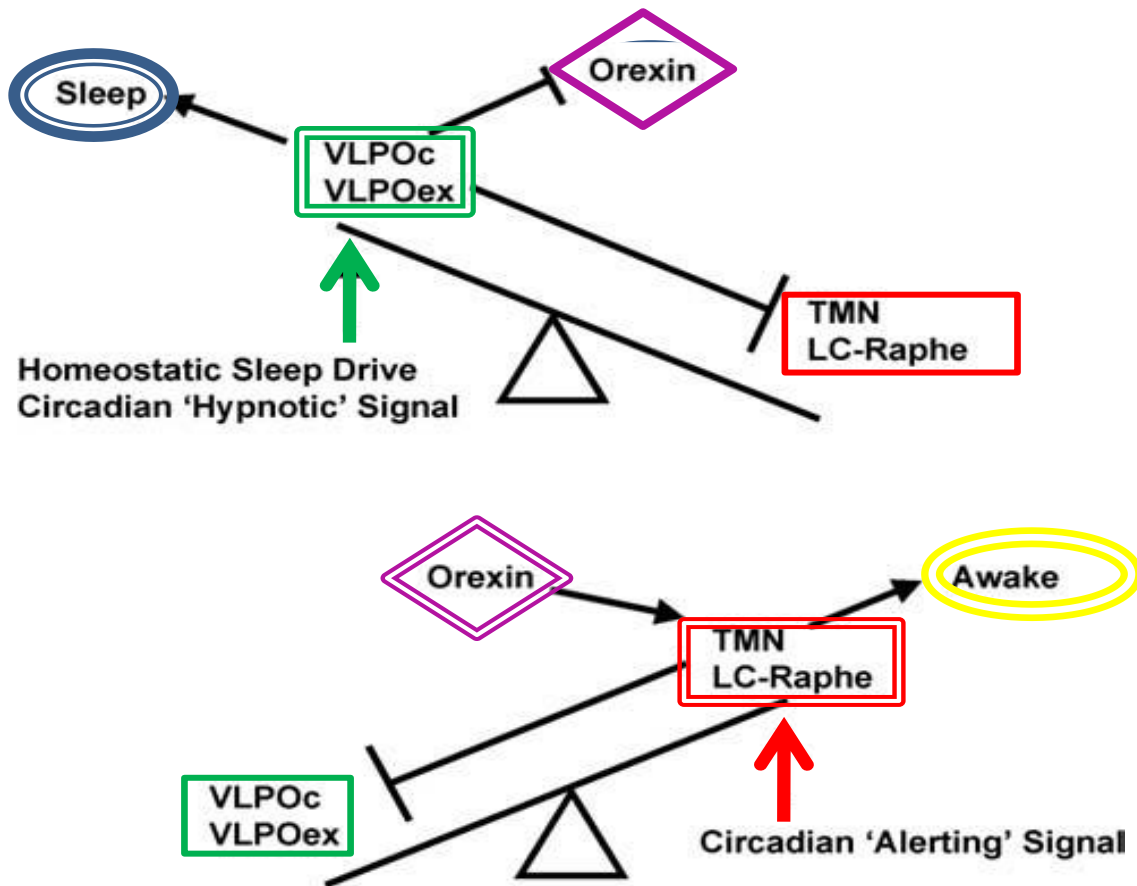 Orexin
Sleep
VLPOc
VLPOex
TMN
LC-Raphe
Homeostatic Sleep Drive
Circadian ‘Hypnotic’ Signal
Orexin
Awake
TMN
LC-Raphe
VLPOc
VLPOex
Circadian ‘Alerting’ Signal